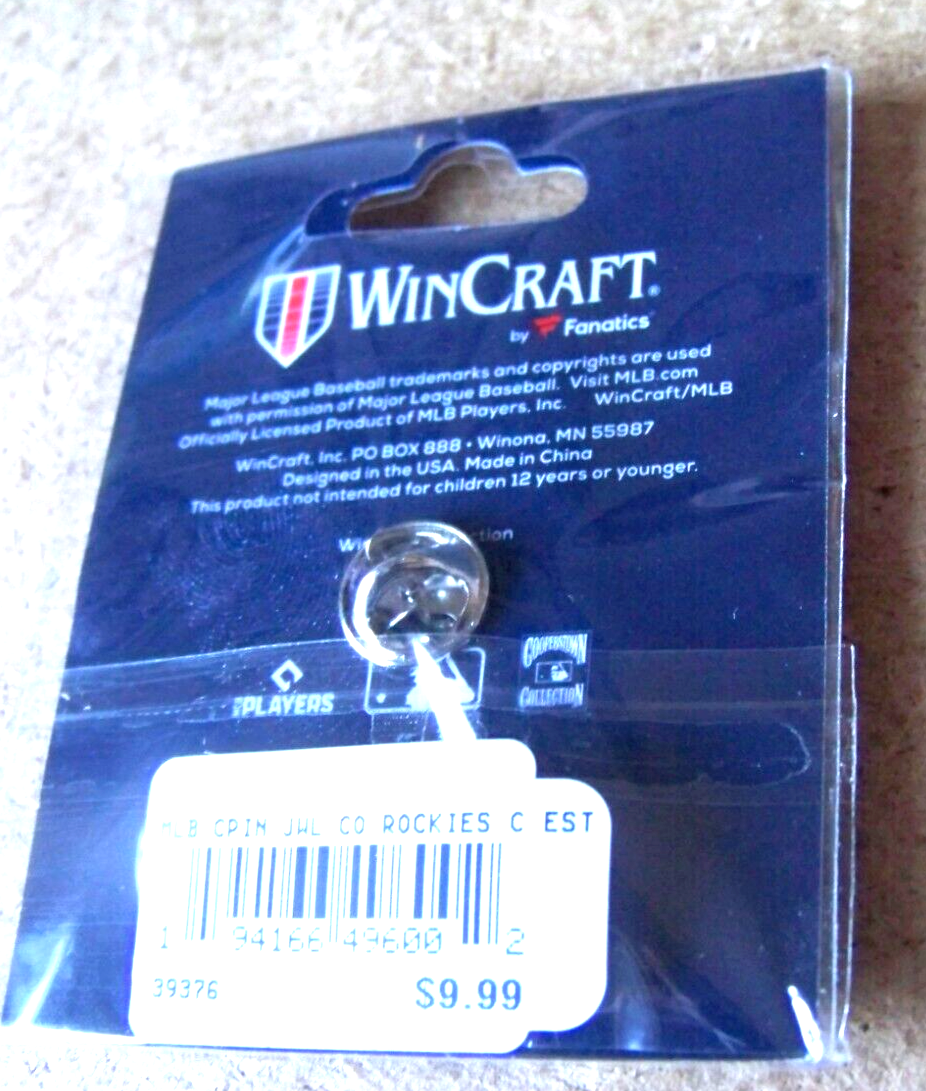 WINCRAFT®
by Fanatics
Major League Baseball trademarks and copyrights are used
with permission of Major League Baseball. Visit MLB.com
Officially Licensed Product of MLB Players, Inc. WinCraft/MLB
WinCraft, Inc. PO BOX 888 • Winona, MN 55987
Designed in the USA. Made in China
This product not intended for children 12 years or younger.
PLAYERS
COOPERSTOWN
COLLECTION
MLB CPIN JWL CO ROCKIES C EST
1 94166 49600 2
39376
$9.99